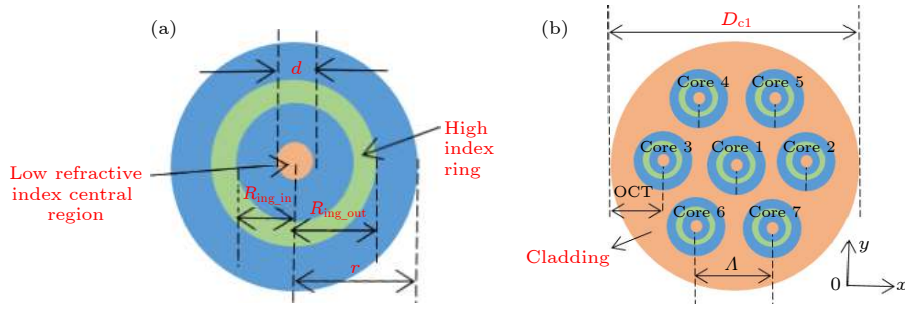 (a)
d
High
index
ring
Low refractive
index central
region
R_ing_in
R_ing_out
r
(b)
D_c1
Core 4
Core 5
Core 3
Core 1
Core 2
OCT
Core 6
Core 7
Cladding
Λ
y
0
x